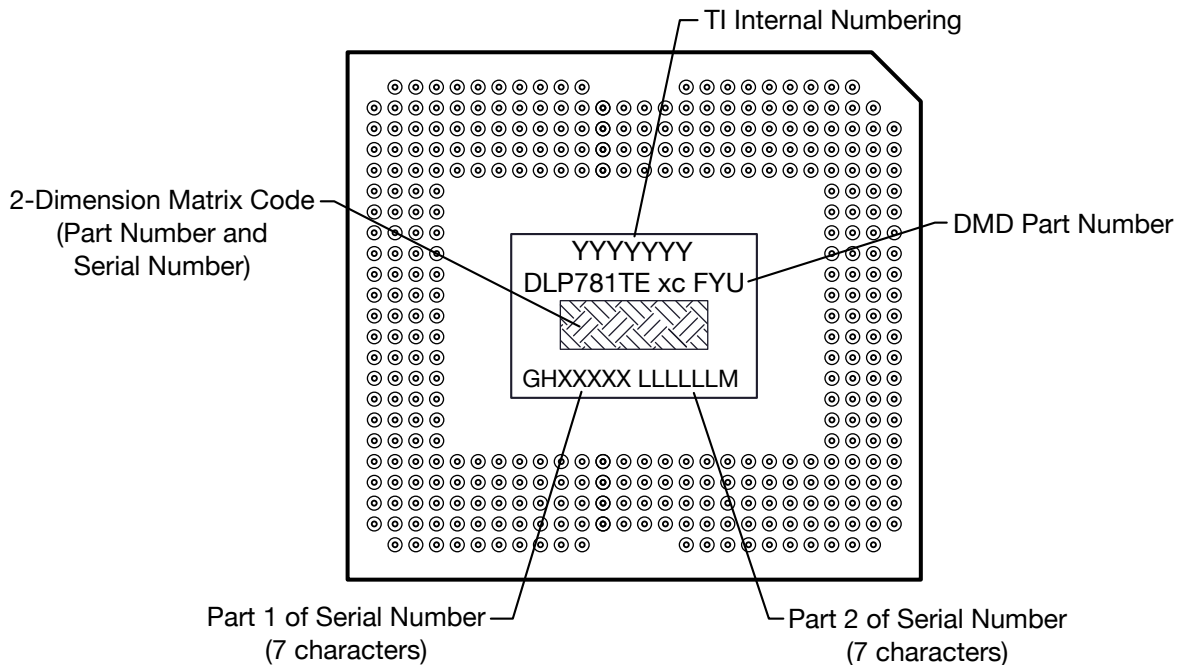 TI Internal Numbering
2-Dimension Matrix Code
(Part Number and
Serial Number)
DMD Part Number
YYYYYYY
DLP781TE xc FYU
GHXXXXX LLLLLLM
Part 1 of Serial Number
(7 characters)
Part 2 of Serial Number
(7 characters)